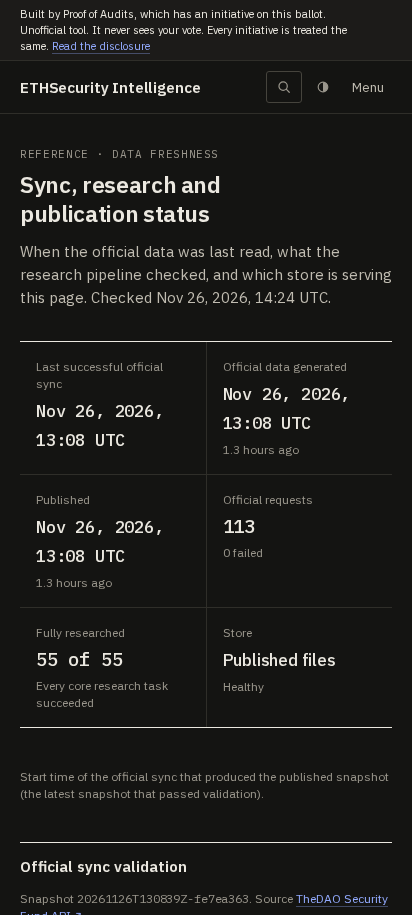 Built by Proof of Audits, which has an initiative on this ballot.
Unofficial tool. It never sees your vote. Every initiative is treated the
same. Read the disclosure
ETHSecurity Intelligence
Menu
REFERENCE · DATA FRESHNESS
Sync, research and
publication status
When the official data was last read, what the
research pipeline checked, and which store is serving
this page. Checked Nov 26, 2026, 14:24 UTC.
Last successful official
sync
Nov 26, 2026,
13:08 UTC
Official data generated
Nov 26, 2026,
13:08 UTC
1.3 hours ago
Published
Nov 26, 2026,
13:08 UTC
1.3 hours ago
Official requests
113
0 failed
Fully researched
55 of 55
Every core research task
succeeded
Store
Published files
Healthy
Start time of the official sync that produced the published snapshot
(the latest snapshot that passed validation).
Official sync validation
Snapshot 20261126T130839Z-fe7ea363. Source TheDAO Security
Fund API ↗